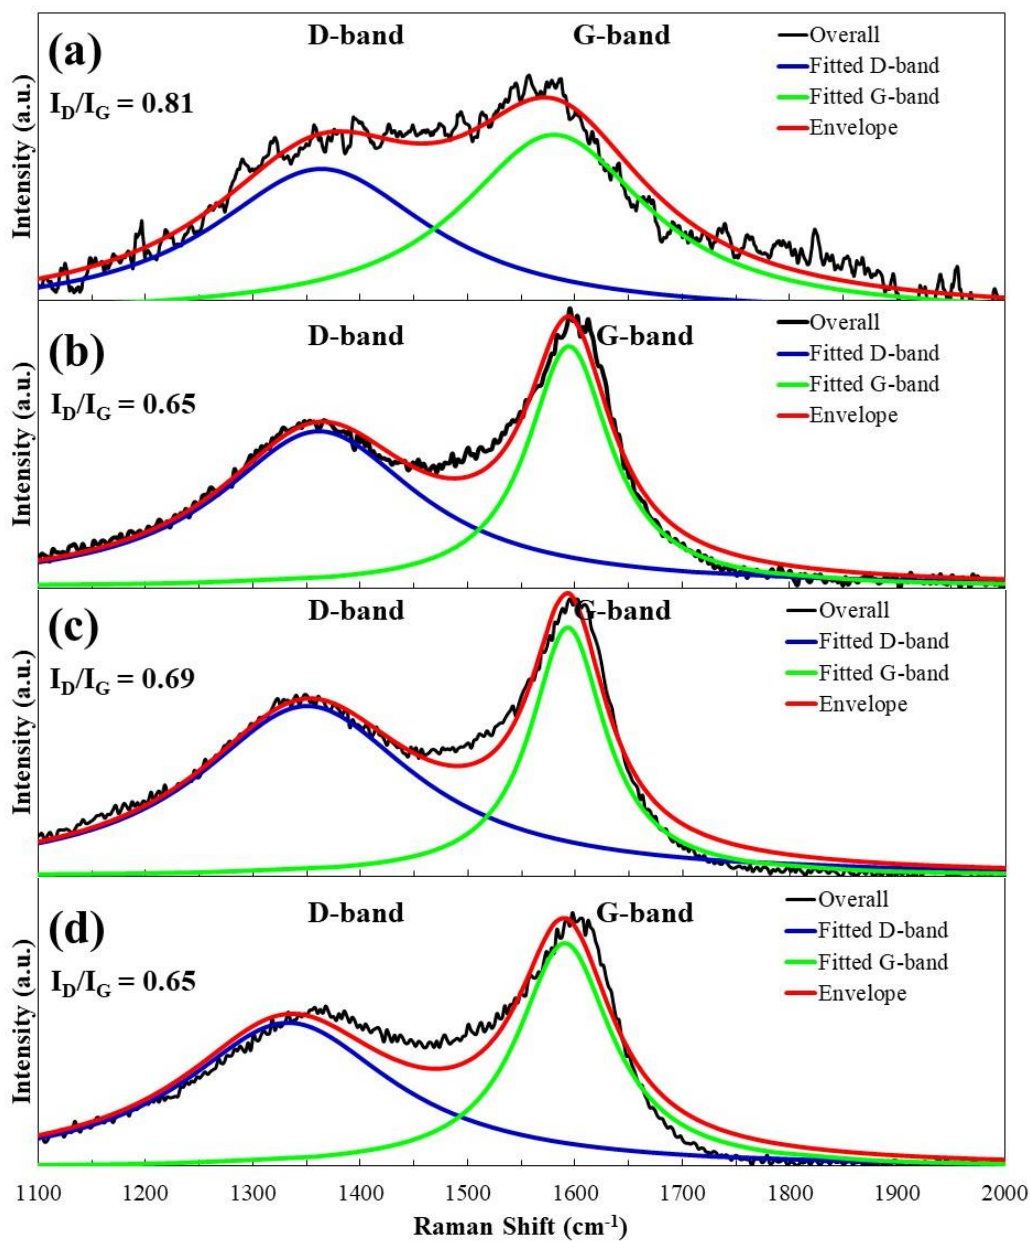 (a)
D-band
G-band
I_D/I_G = 0.81
Overall
Fitted D-band
Fitted G-band
Envelope
Intensity (a.u.)
(b)
D-band
G-band
I_D/I_G = 0.65
Overall
Fitted D-band
Fitted G-band
Envelope
Intensity (a.u.)
(c)
D-band
G-band
I_D/I_G = 0.69
Overall
Fitted D-band
Fitted G-band
Envelope
Intensity (a.u.)
(d)
D-band
G-band
I_D/I_G = 0.65
Overall
Fitted D-band
Fitted G-band
Envelope
Intensity (a.u.)
1100 1200 1300 1400 1500 1600 1700 1800 1900 2000
Raman Shift (cm⁻¹)